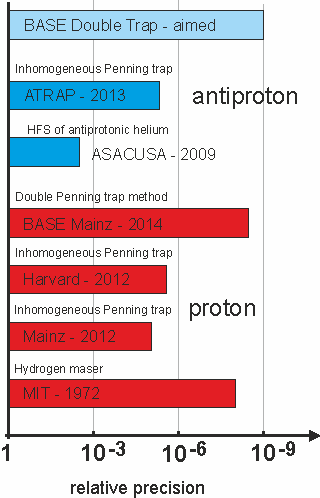 BASE Double Trap - aimed
Inhomogeneous Penning trap
ATRAP - 2013
antiproton
HFS of antiprotonic helium
ASACUSA - 2009
Double Penning trap method
BASE Mainz - 2014
Inhomogeneous Penning trap
Harvard - 2012
proton
Inhomogeneous Penning trap
Mainz - 2012
Hydrogen maser
MIT - 1972
1 10-3 10-6 10-9
relative precision